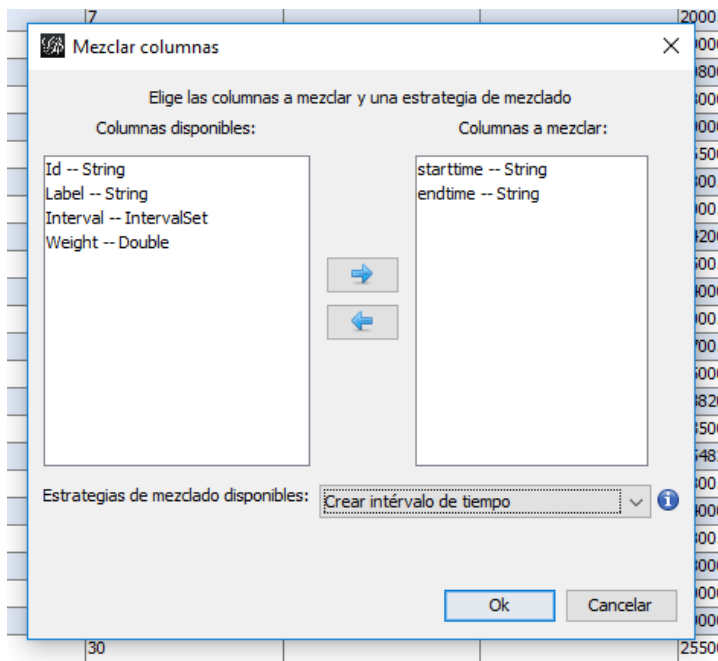 7
2000
Mezclar columnas
Elige las columnas a mezclar y una estrategia de mezclado
Columnas disponibles:
Columnas a mezclar:
Id -- String
Label -- String
Interval -- IntervalSet
Weight -- Double
starttime -- String
endtime -- String
Estrategias de mezclado disponibles:
Crear intérvalo de tiempo
Ok
Cancelar
30
2550